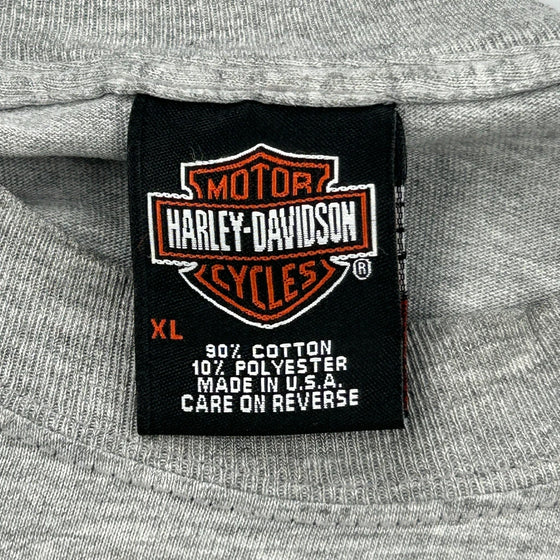 MOTOR
HARLEY-DAVIDSON
CYCLES
®
XL
90% COTTON
10% POLYESTER
MADE IN U.S.A.
CARE ON REVERSE